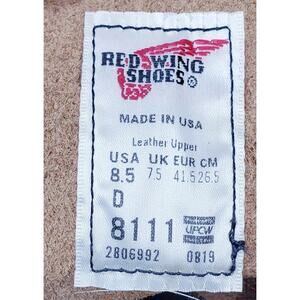 RED WING
SHOES®
MADE IN USA
Leather Upper
USA UK EUR CM
8.5 7.5 41.5 26.5
D
8111 UFCW
2806992 0819